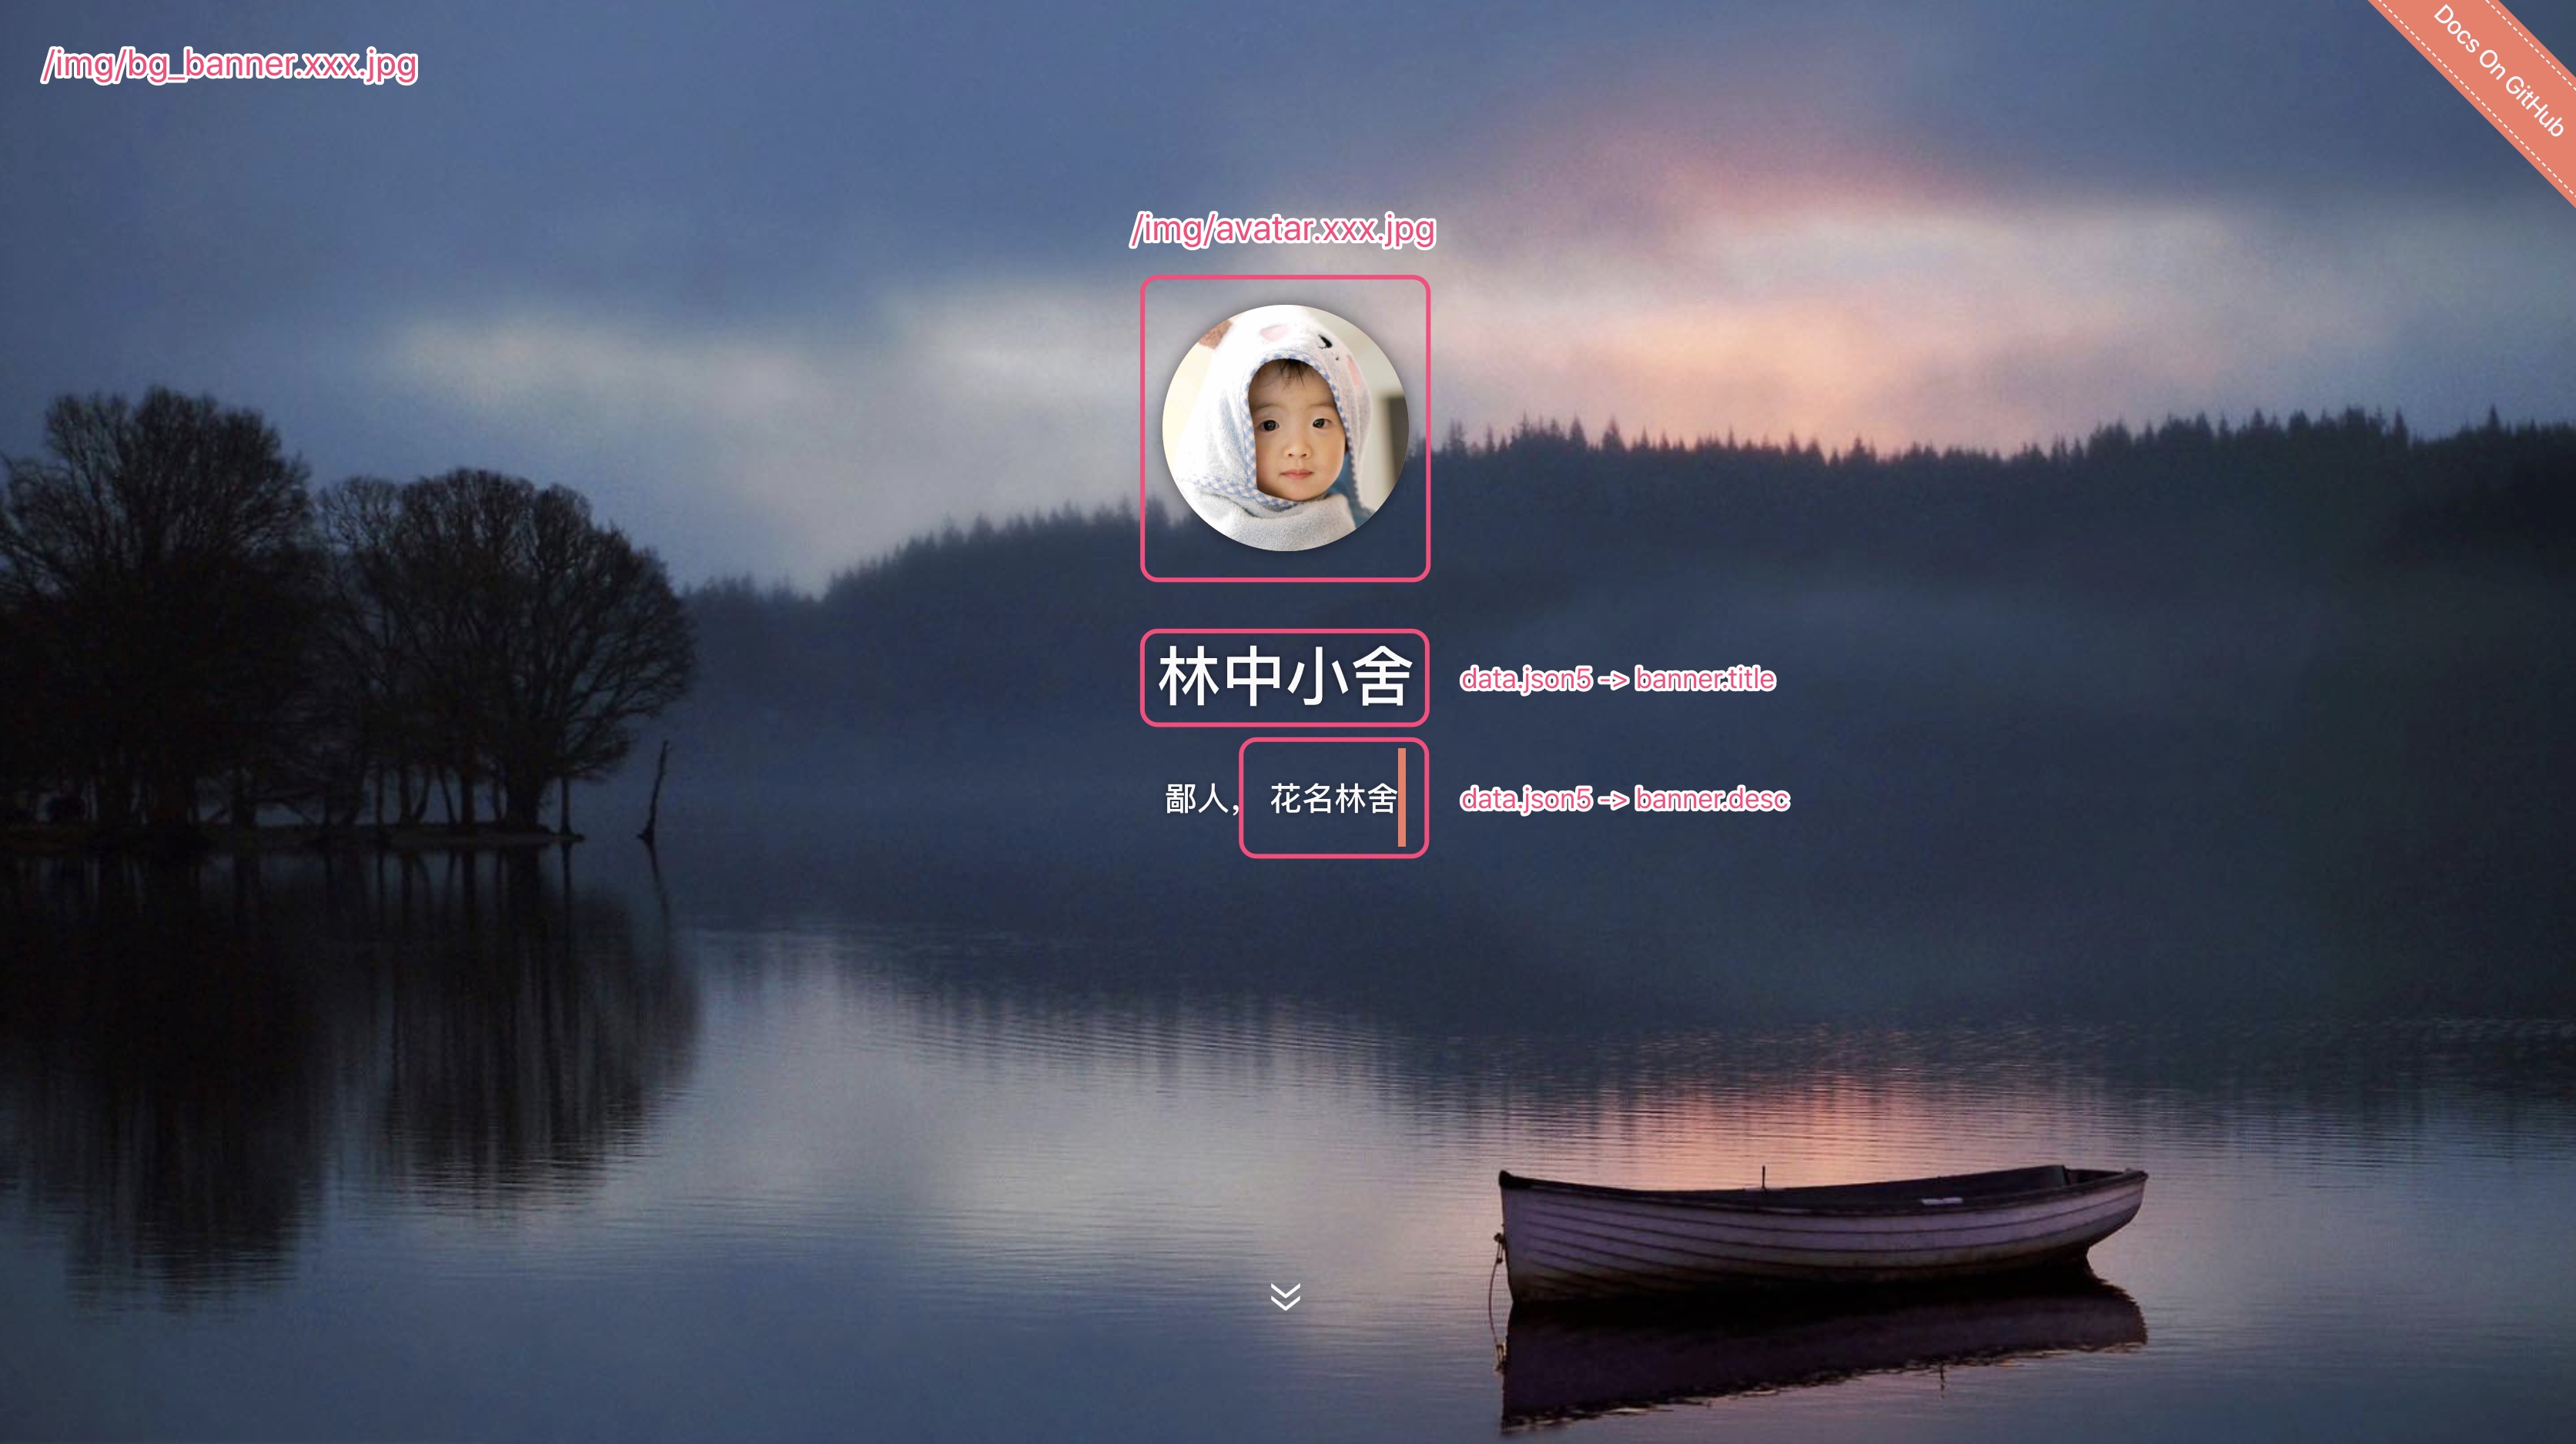 /img/bg_banner.xxx.jpg
Docs On GitHub
/img/avatar.xxx.jpg
林中小舍
data.json5 -> banner.title
鄙人， 花名林舍
data.json5 -> banner.desc